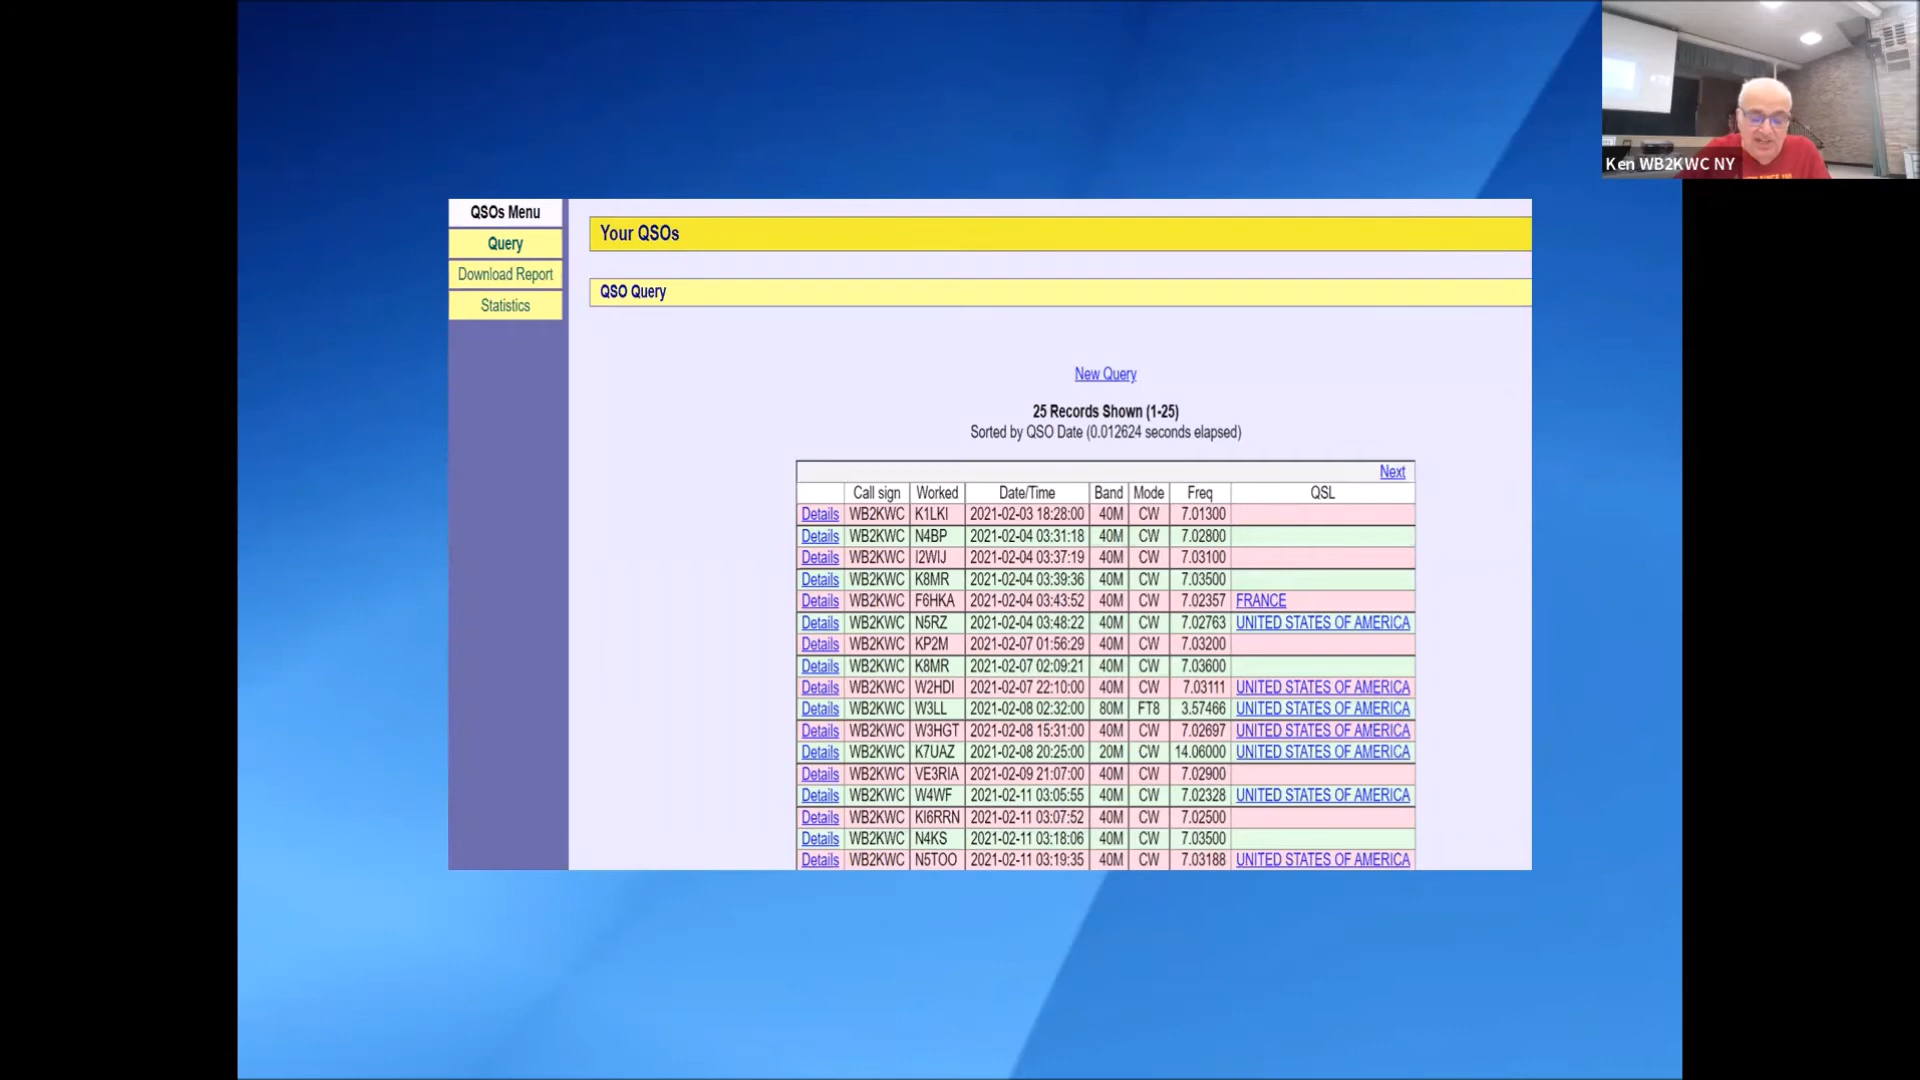 Ken WB2KWC NY
QSOs Menu
Query
Download Report
Statistics
Your QSOs
QSO Query
New Query
25 Records Shown (1-25)
Sorted by QSO Date (0.012624 seconds elapsed)
Next
Call sign Worked Date/Time Band Mode Freq QSL
Details WB2KWC K1LKI 2021-02-03 18:28:00 40M CW 7.01300
Details WB2KWC N4BP 2021-02-04 03:31:18 40M CW 7.02800
Details WB2KWC I2WIJ 2021-02-04 03:37:19 40M CW 7.03100
Details WB2KWC K8MR 2021-02-04 03:39:36 40M CW 7.03500
Details WB2KWC F6HKA 2021-02-04 03:43:52 40M CW 7.02357 FRANCE
Details WB2KWC N5RZ 2021-02-04 03:48:22 40M CW 7.02763 UNITED STATES OF AMERICA
Details WB2KWC KP2M 2021-02-07 01:56:29 40M CW 7.03200
Details WB2KWC K8MR 2021-02-07 02:09:21 40M CW 7.03600
Details WB2KWC W2HDI 2021-02-07 22:10:00 40M CW 7.03111 UNITED STATES OF AMERICA
Details WB2KWC W3LL 2021-02-08 02:32:00 80M FT8 3.57466 UNITED STATES OF AMERICA
Details WB2KWC W3HGT 2021-02-08 15:31:00 40M CW 7.02697 UNITED STATES OF AMERICA
Details WB2KWC K7UAZ 2021-02-08 20:25:00 20M CW 14.06000 UNITED STATES OF AMERICA
Details WB2KWC VE3RIA 2021-02-09 21:07:00 40M CW 7.02900
Details WB2KWC W4WF 2021-02-11 03:05:55 40M CW 7.02328 UNITED STATES OF AMERICA
Details WB2KWC KI6RRN 2021-02-11 03:07:52 40M CW 7.02500
Details WB2KWC N4KS 2021-02-11 03:18:06 40M CW 7.03500
Details WB2KWC N5TOO 2021-02-11 03:19:35 40M CW 7.03188 UNITED STATES OF AMERICA